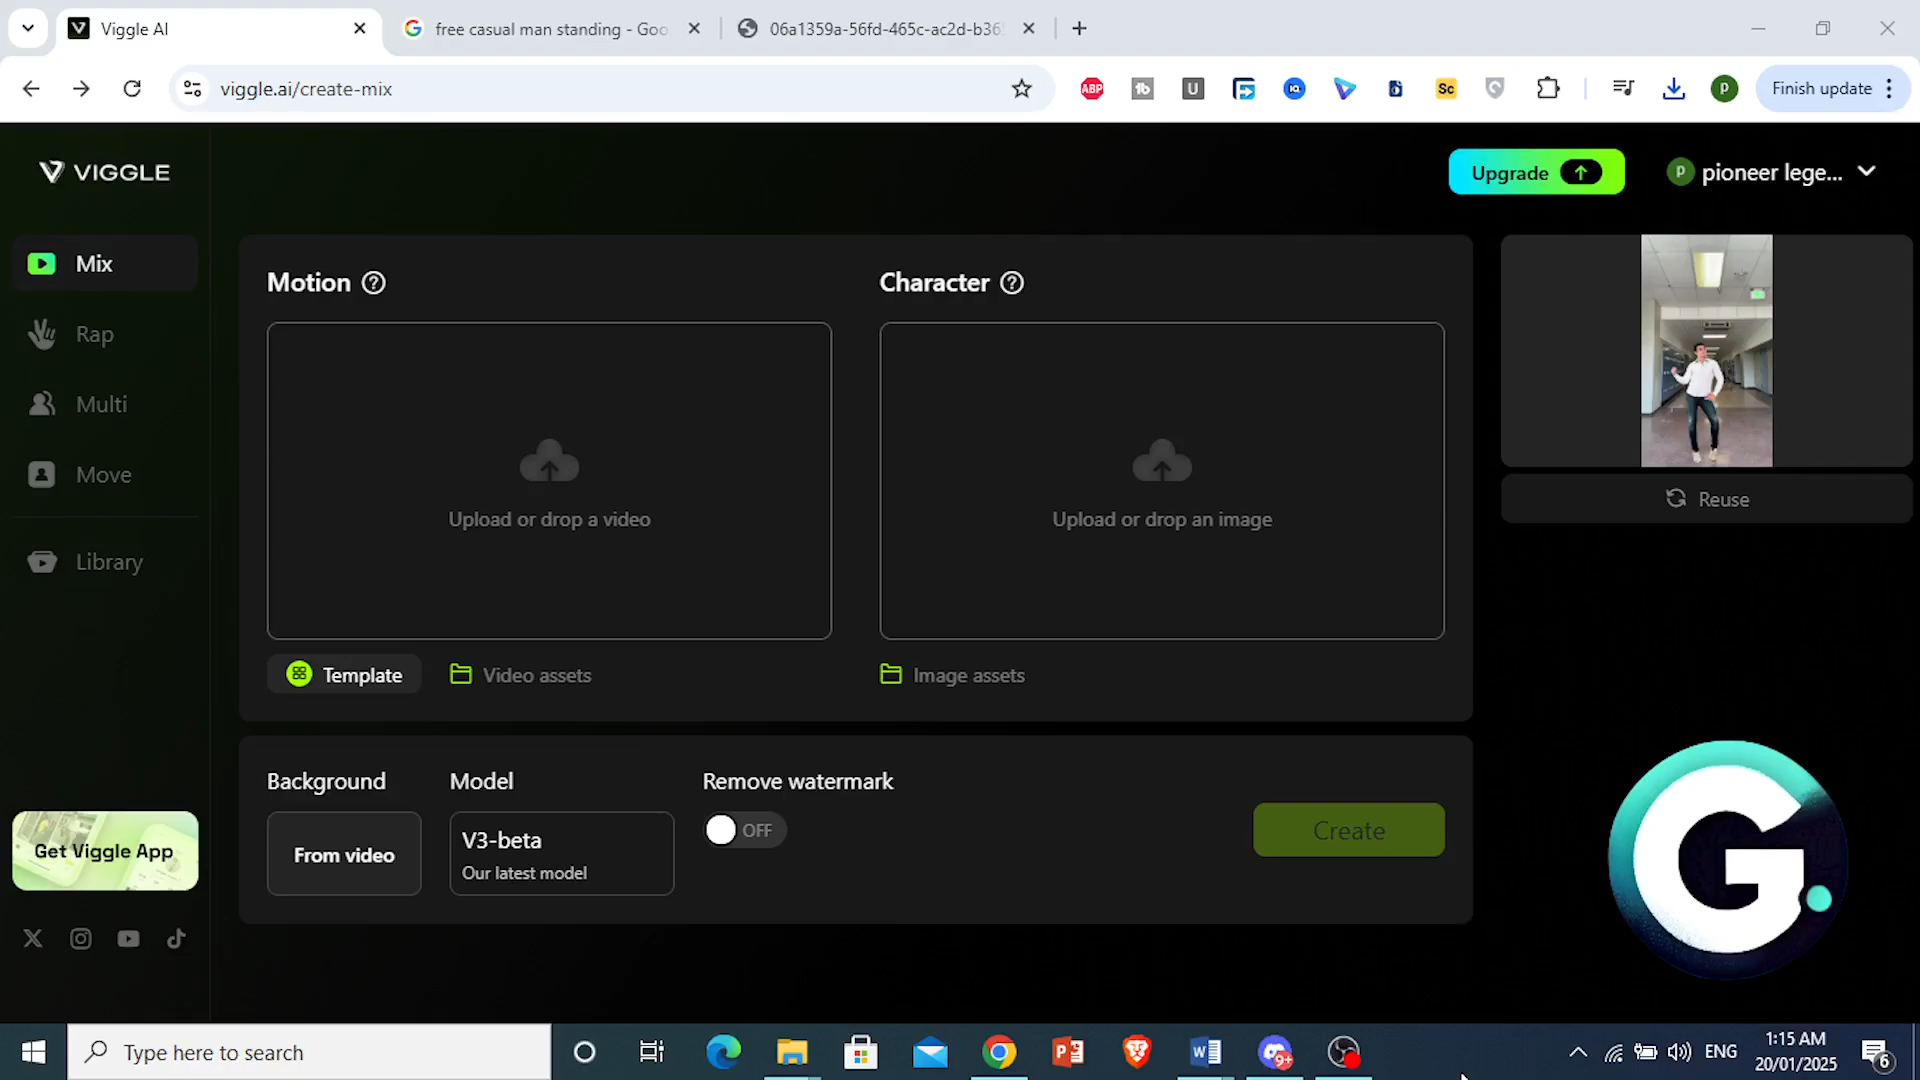 Viggle AI
free casual man standing - Goo
06a1359a-56fd-465c-ac2d-b36
viggle.ai/create-mix
ABP
U
IQ
Sc
P
Finish update
VIGGLE
Upgrade
p
pioneer lege...
Mix
Rap
Multi
Move
Library
Get Viggle App
Motion
Character
Upload or drop a video
Upload or drop an image
Template
Video assets
Image assets
Reuse
Background
Model
Remove watermark
From video
V3-beta
Our latest model
OFF
Create
G.
Type here to search
9+
ENG
1:15 AM
20/01/2025
6